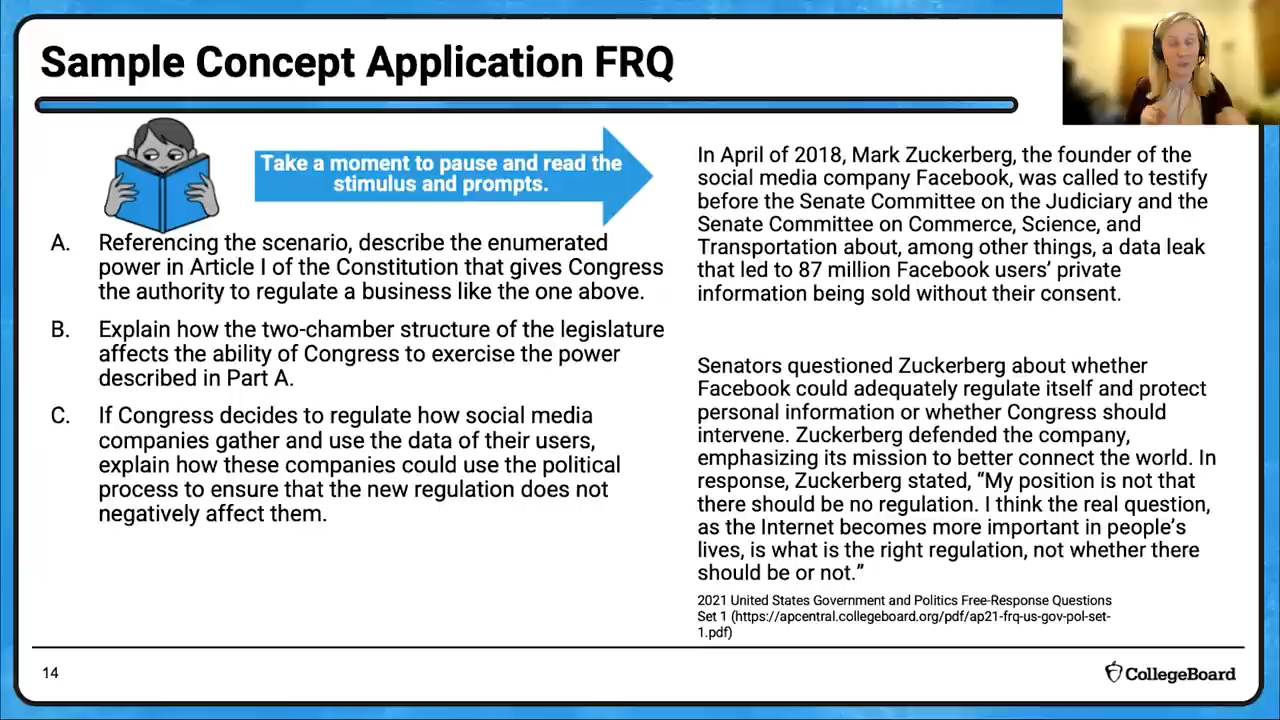 Sample Concept Application FRQ
Take a moment to pause and read the
stimulus and prompts.
A. Referencing the scenario, describe the enumerated
power in Article I of the Constitution that gives Congress
the authority to regulate a business like the one above.
B. Explain how the two-chamber structure of the legislature
affects the ability of Congress to exercise the power
described in Part A.
C. If Congress decides to regulate how social media
companies gather and use the data of their users,
explain how these companies could use the political
process to ensure that the new regulation does not
negatively affect them.
In April of 2018, Mark Zuckerberg, the founder of the
social media company Facebook, was called to testify
before the Senate Committee on the Judiciary and the
Senate Committee on Commerce, Science, and
Transportation about, among other things, a data leak
that led to 87 million Facebook users’ private
information being sold without their consent.
Senators questioned Zuckerberg about whether
Facebook could adequately regulate itself and protect
personal information or whether Congress should
intervene. Zuckerberg defended the company,
emphasizing its mission to better connect the world. In
response, Zuckerberg stated, “My position is not that
there should be no regulation. I think the real question,
as the Internet becomes more important in people’s
lives, is what is the right regulation, not whether there
should be or not.”
2021 United States Government and Politics Free-Response Questions
Set 1 (https://apcentral.collegeboard.org/pdf/ap21-frq-us-gov-pol-set-
1.pdf)
14
CollegeBoard